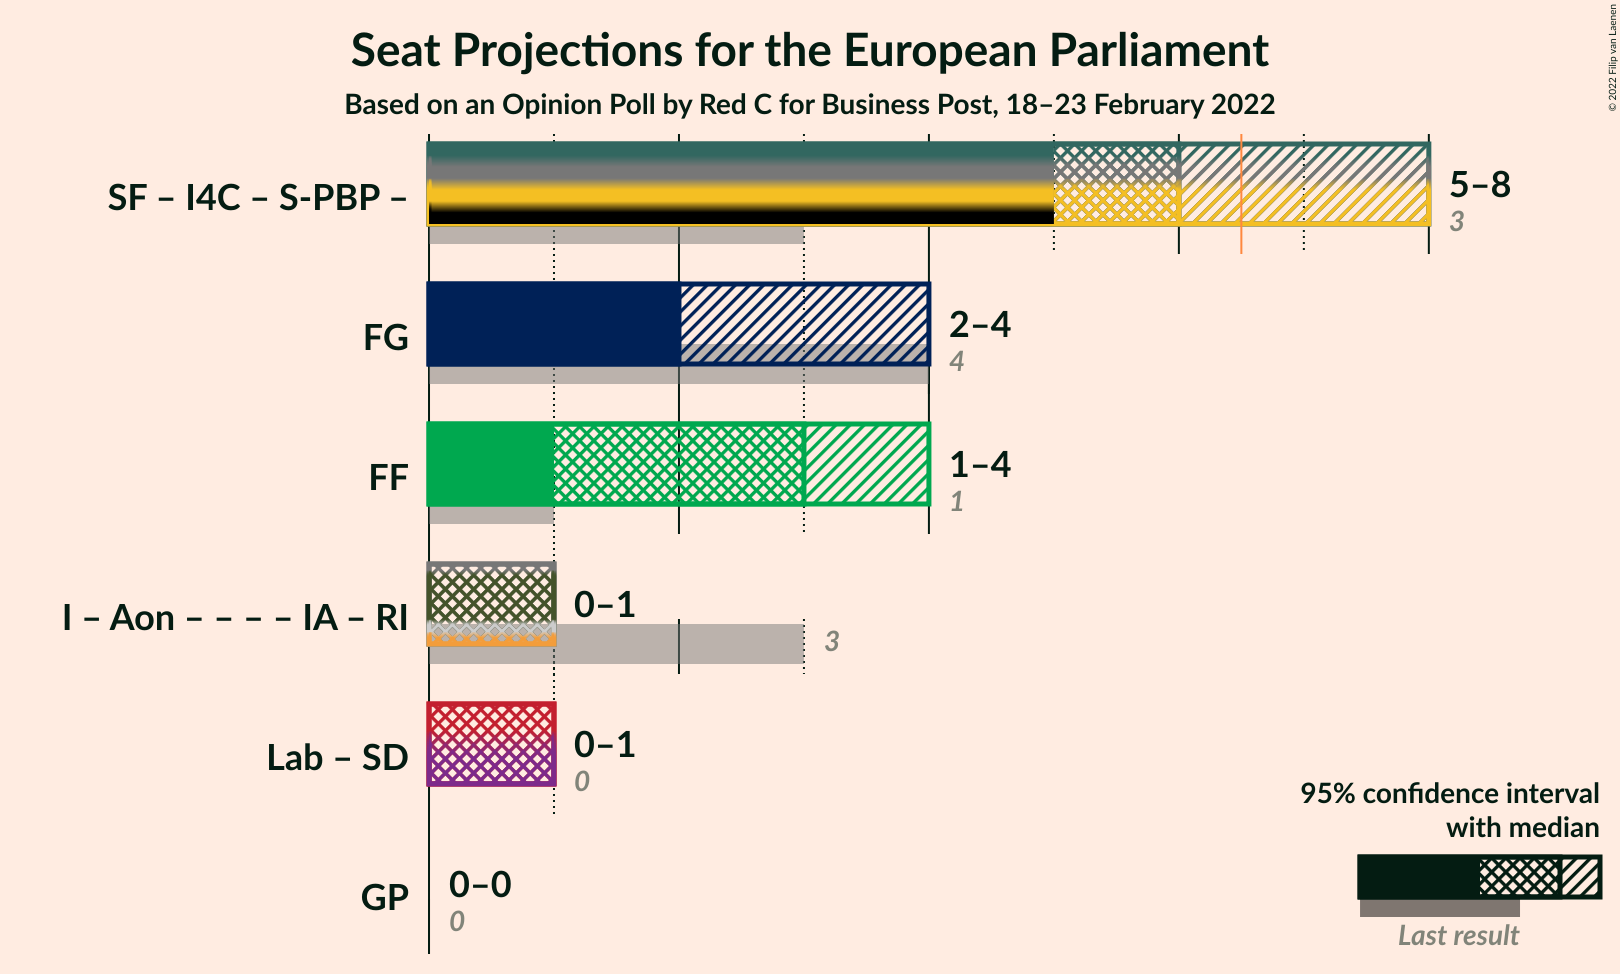 Seat Projections for the European Parliament
Based on an Opinion Poll by Red C for Business Post, 18–23 February 2022
© 2022 Filip van Laenen
SF – I4C – S-PBP –
5–8
3
FG
2–4
4
FF
1–4
1
I – Aon – – – – IA – RI
0–1
3
Lab – SD
0–1
0
GP
0–0
0
95% confidence interval
with median
Last result